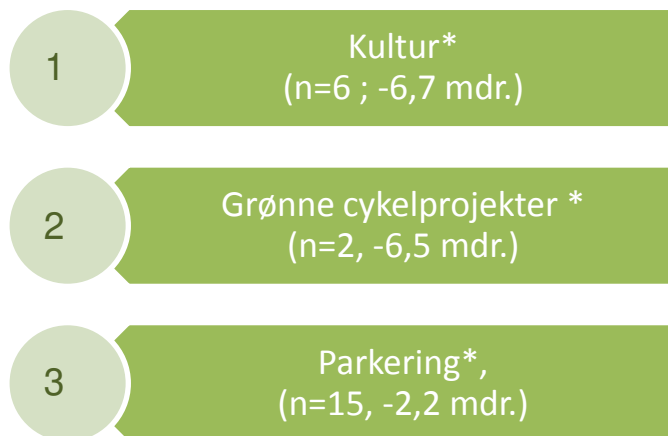 1
Kultur*
(n=6 ; -6,7 mdr.)
2
Grønne cykelprojekter *
(n=2, -6,5 mdr.)
3
Parkering*,
(n=15, -2,2 mdr.)